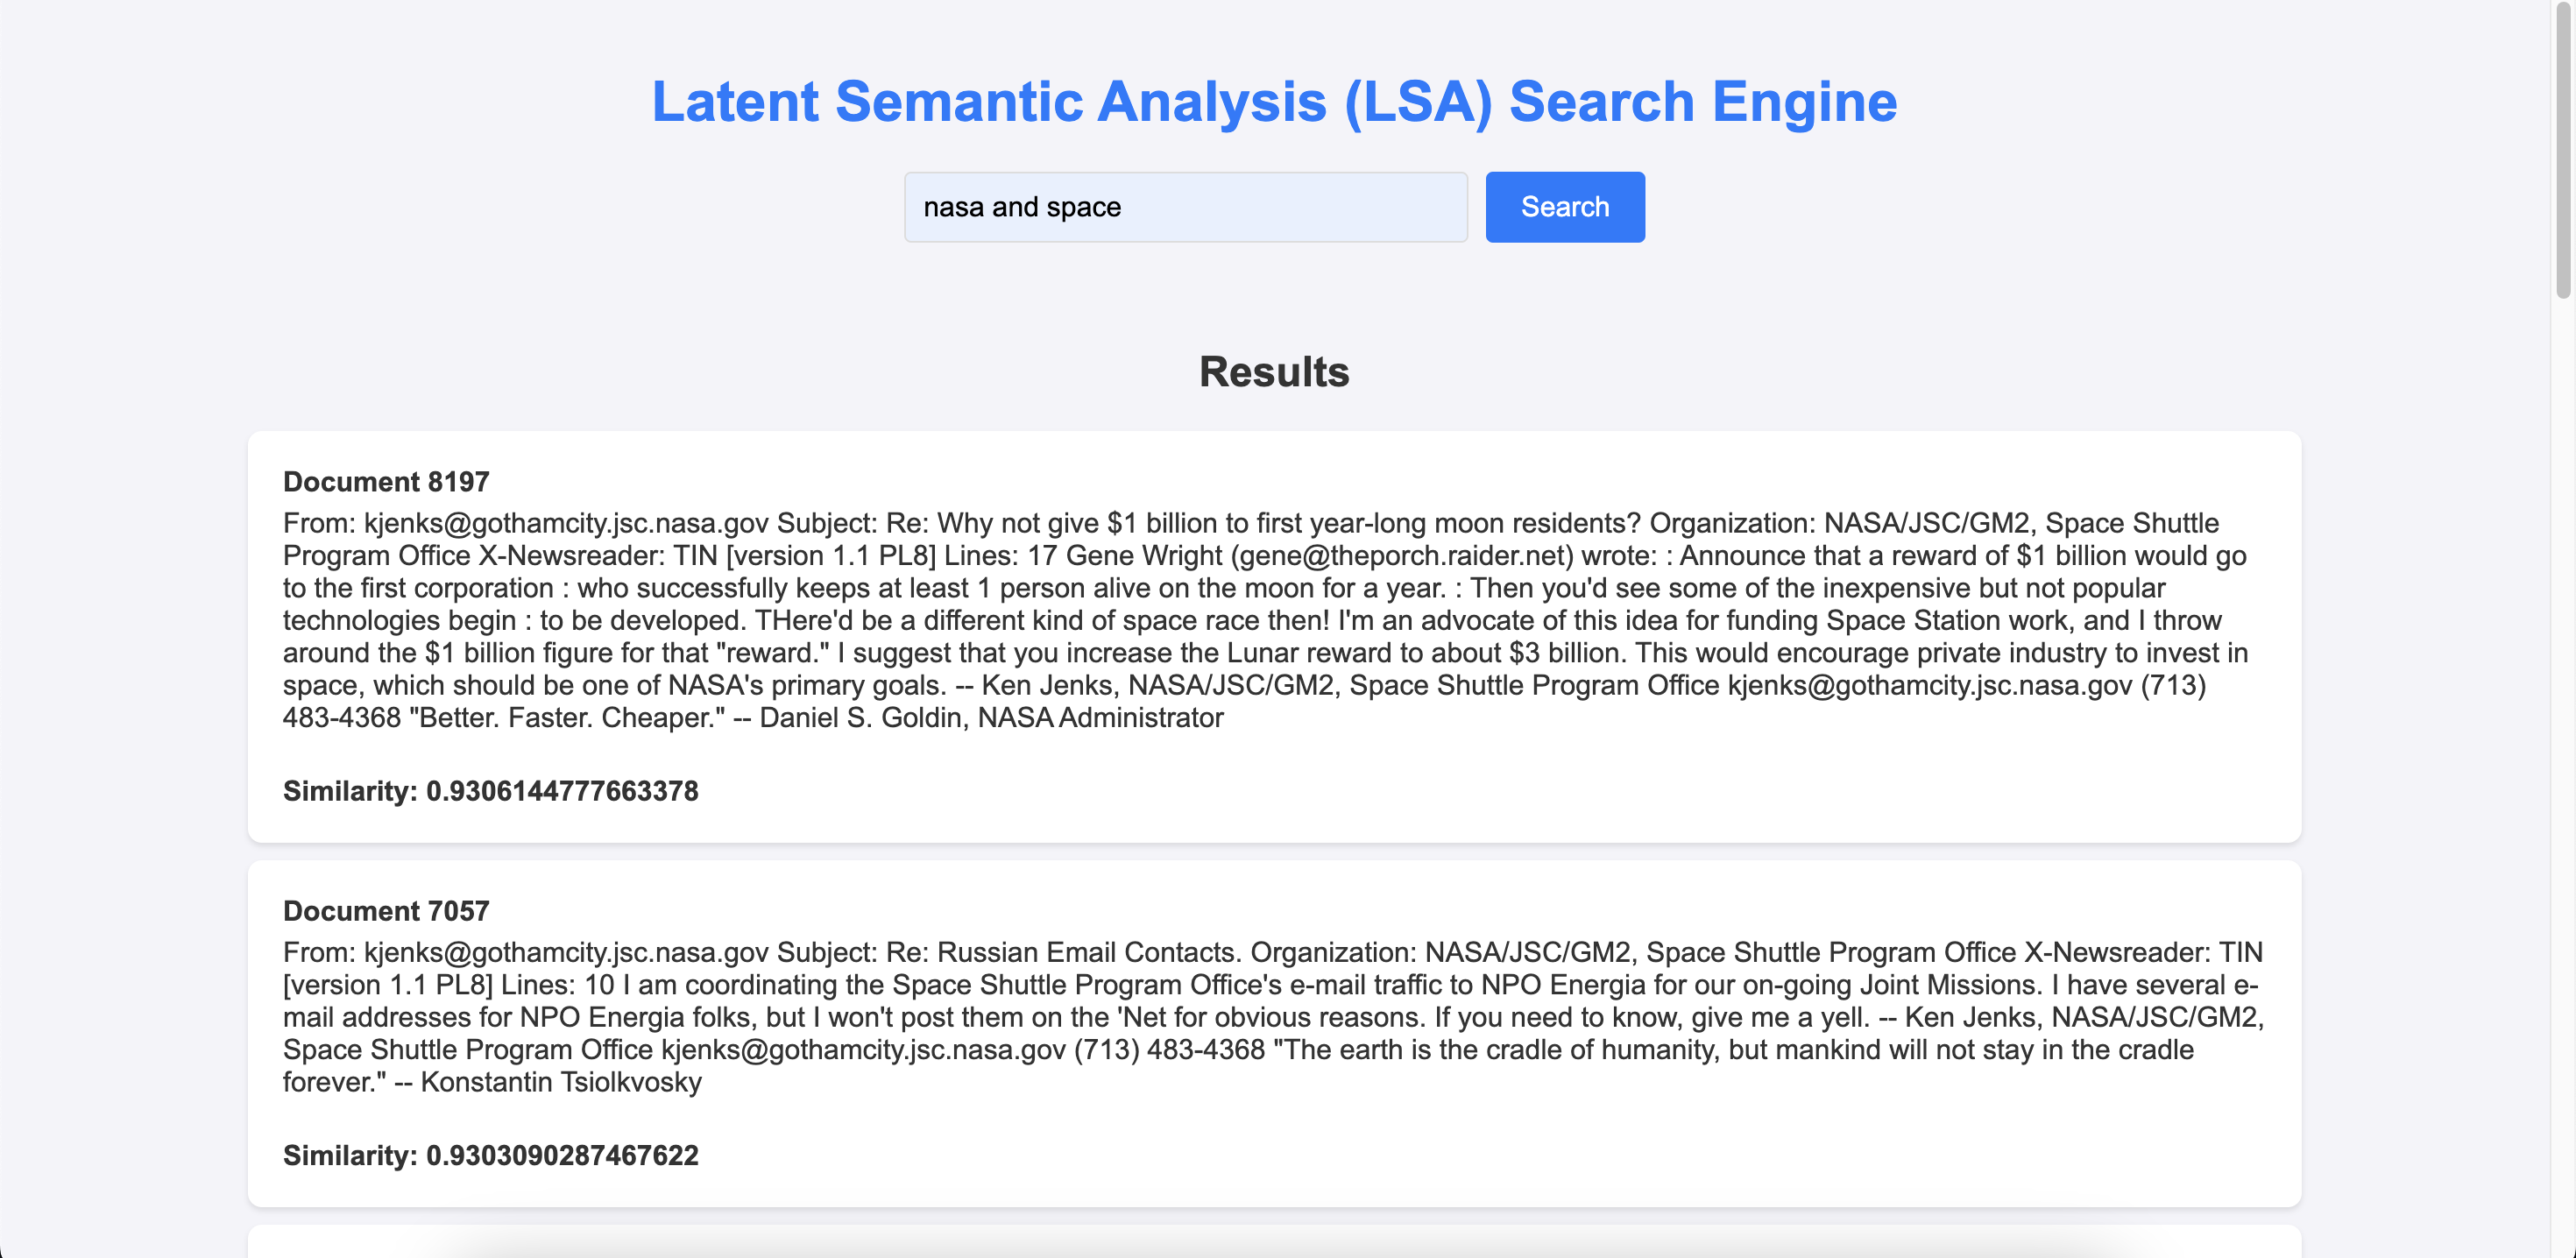 Latent Semantic Analysis (LSA) Search Engine
nasa and space
Search
Results
Document 8197
From: kjenks@gothamcity.jsc.nasa.gov Subject: Re: Why not give $1 billion to first year-long moon residents? Organization: NASA/JSC/GM2, Space Shuttle
Program Office X-Newsreader: TIN [version 1.1 PL8] Lines: 17 Gene Wright (gene@theporch.raider.net) wrote: : Announce that a reward of $1 billion would go
to the first corporation : who successfully keeps at least 1 person alive on the moon for a year. : Then you'd see some of the inexpensive but not popular
technologies begin : to be developed. THere'd be a different kind of space race then! I'm an advocate of this idea for funding Space Station work, and I throw
around the $1 billion figure for that "reward." I suggest that you increase the Lunar reward to about $3 billion. This would encourage private industry to invest in
space, which should be one of NASA's primary goals. -- Ken Jenks, NASA/JSC/GM2, Space Shuttle Program Office kjenks@gothamcity.jsc.nasa.gov (713)
483-4368 "Better. Faster. Cheaper." -- Daniel S. Goldin, NASA Administrator
Similarity: 0.9306144777663378
Document 7057
From: kjenks@gothamcity.jsc.nasa.gov Subject: Re: Russian Email Contacts. Organization: NASA/JSC/GM2, Space Shuttle Program Office X-Newsreader: TIN
[version 1.1 PL8] Lines: 10 I am coordinating the Space Shuttle Program Office's e-mail traffic to NPO Energia for our on-going Joint Missions. I have several e-
mail addresses for NPO Energia folks, but I won't post them on the 'Net for obvious reasons. If you need to know, give me a yell. -- Ken Jenks, NASA/JSC/GM2,
Space Shuttle Program Office kjenks@gothamcity.jsc.nasa.gov (713) 483-4368 "The earth is the cradle of humanity, but mankind will not stay in the cradle
forever." -- Konstantin Tsiolkvosky
Similarity: 0.9303090287467622